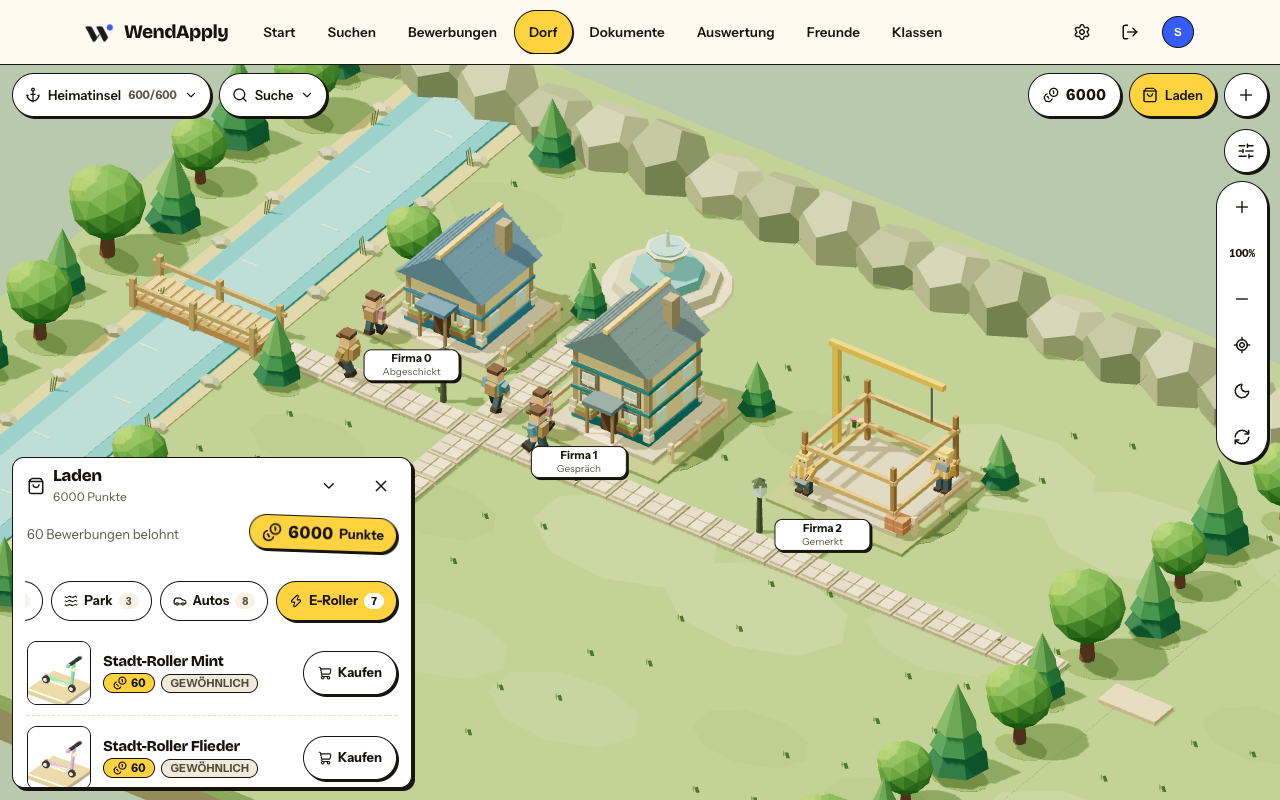 WendApply
Start
Suchen
Bewerbungen
Dorf
Dokumente
Auswertung
Freunde
Klassen
S
Heimatinsel 600/600
Suche
6000
Laden
100%
Firma 0
Abgeschickt
Firma 1
Gespräch
Firma 2
Gemerkt
Laden
6000 Punkte
60 Bewerbungen belohnt
6000 Punkte
Park 3
Autos 8
E-Roller 7
Stadt-Roller Mint
60 GEWÖHNLICH
Kaufen
Stadt-Roller Flieder
60 GEWÖHNLICH
Kaufen